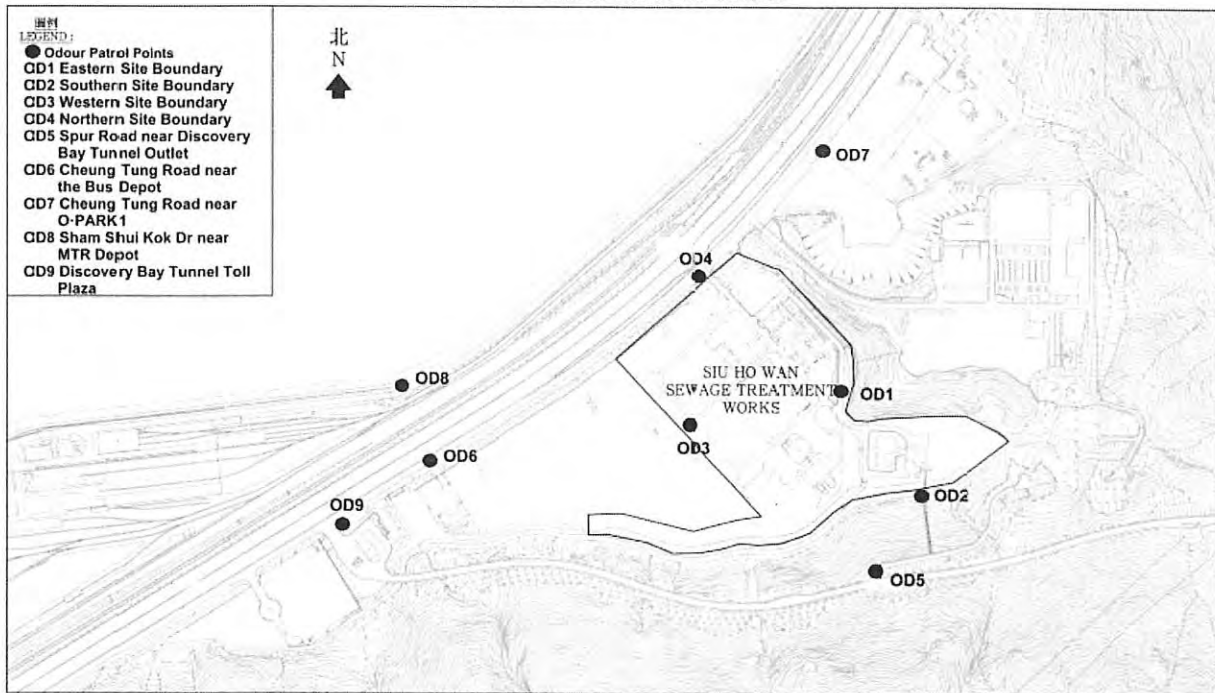 圖例
LEGEND:
Odour Patrol Points
OD1 Eastern Site Boundary
OD2 Southern Site Boundary
OD3 Western Site Boundary
OD4 Northern Site Boundary
OD5 Spur Road near Discovery
Bay Tunnel Outlet
OD6 Cheung Tung Road near
the Bus Depot
OD7 Cheung Tung Road near
O·PARK1
OD8 Sham Shui Kok Dr near
MTR Depot
OD9 Discovery Bay Tunnel Toll
Plaza
北
N
OD7
OD4
OD8
SIU HO WAN
SEWAGE TREATMENT
WORKS
OD1
OD3
OD6
OD2
OD9
OD5